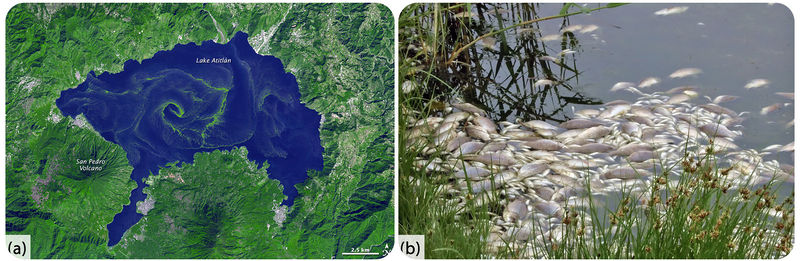 Lake Atitlán
San Pedro
Volcano
2.5 km
N
(a)
(b)